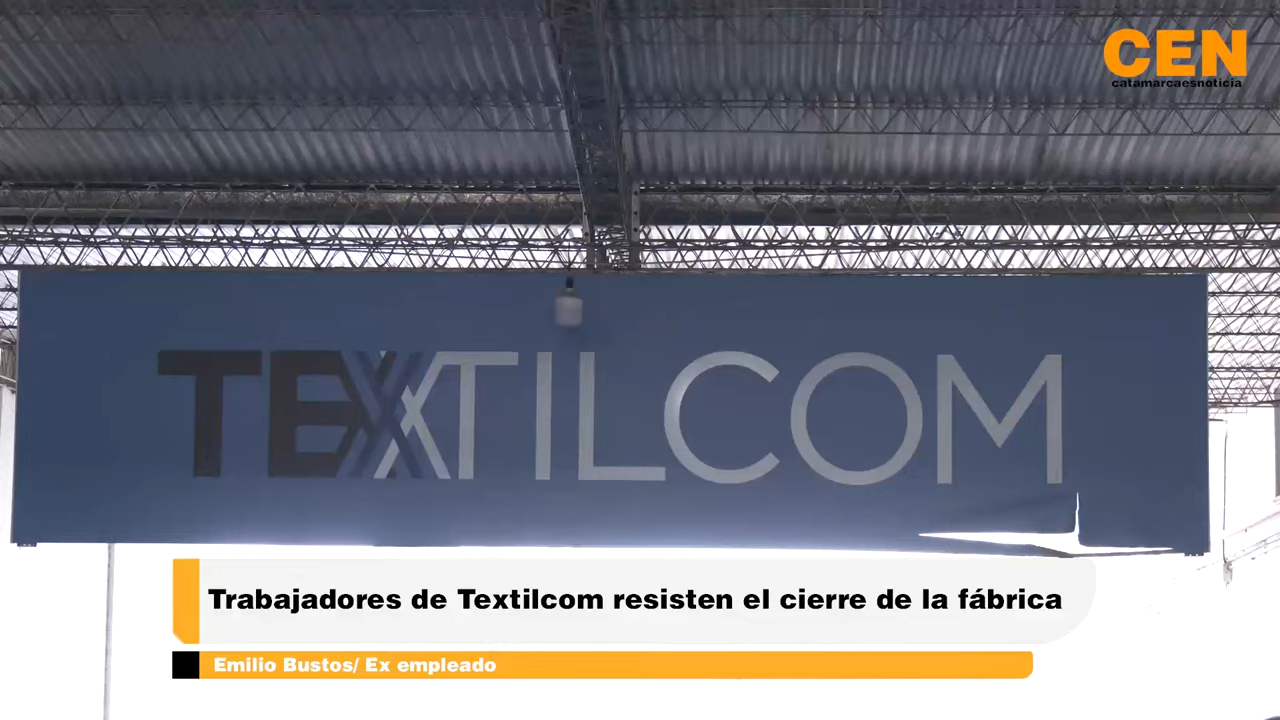 CEN
catamarcaesnoticia
TEXTILCOM
Trabajadores de Textilcom resisten el cierre de la fábrica
Emilio Bustos/ Ex empleado